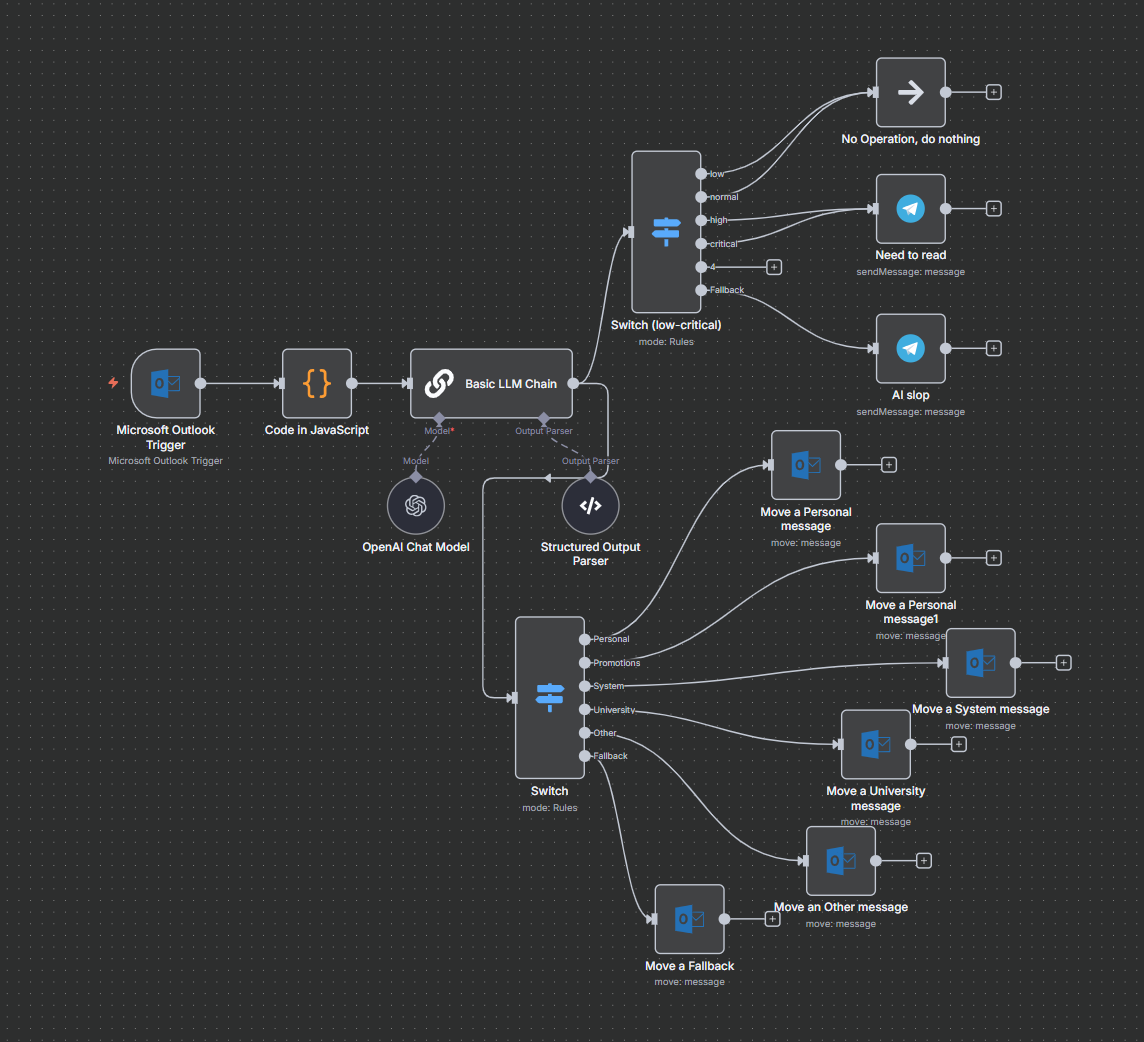 No Operation, do nothing
low
normal
high
critical
4
Fallback
Switch (low-critical)
mode: Rules
Need to read
sendMessage: message
AI slop
sendMessage: message
Microsoft Outlook
Trigger
Microsoft Outlook Trigger
{}
Code in JavaScript
Basic LLM Chain
Model*
Output Parser
Model
Output Parser
OpenAI Chat Model
</>
Structured Output
Parser
Move a Personal
message
move: message
Move a Personal
message1
move: message
Personal
Promotions
System
University
Other
Fallback
Switch
mode: Rules
Move a System message
move: message
Move a University
message
move: message
Move an Other message
move: message
Move a Fallback
move: message